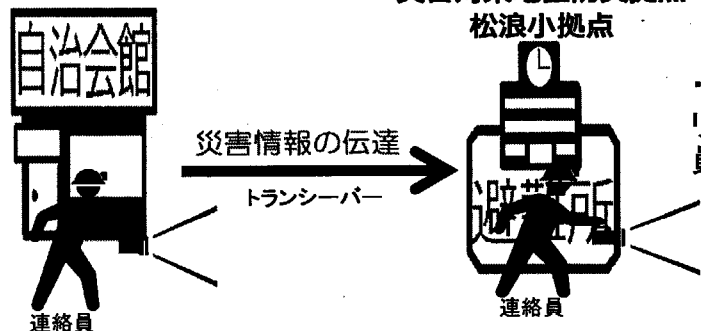 松浪小拠点
自治会館
災害情報の伝達
トランシーバー
避難所
連絡員
連絡員